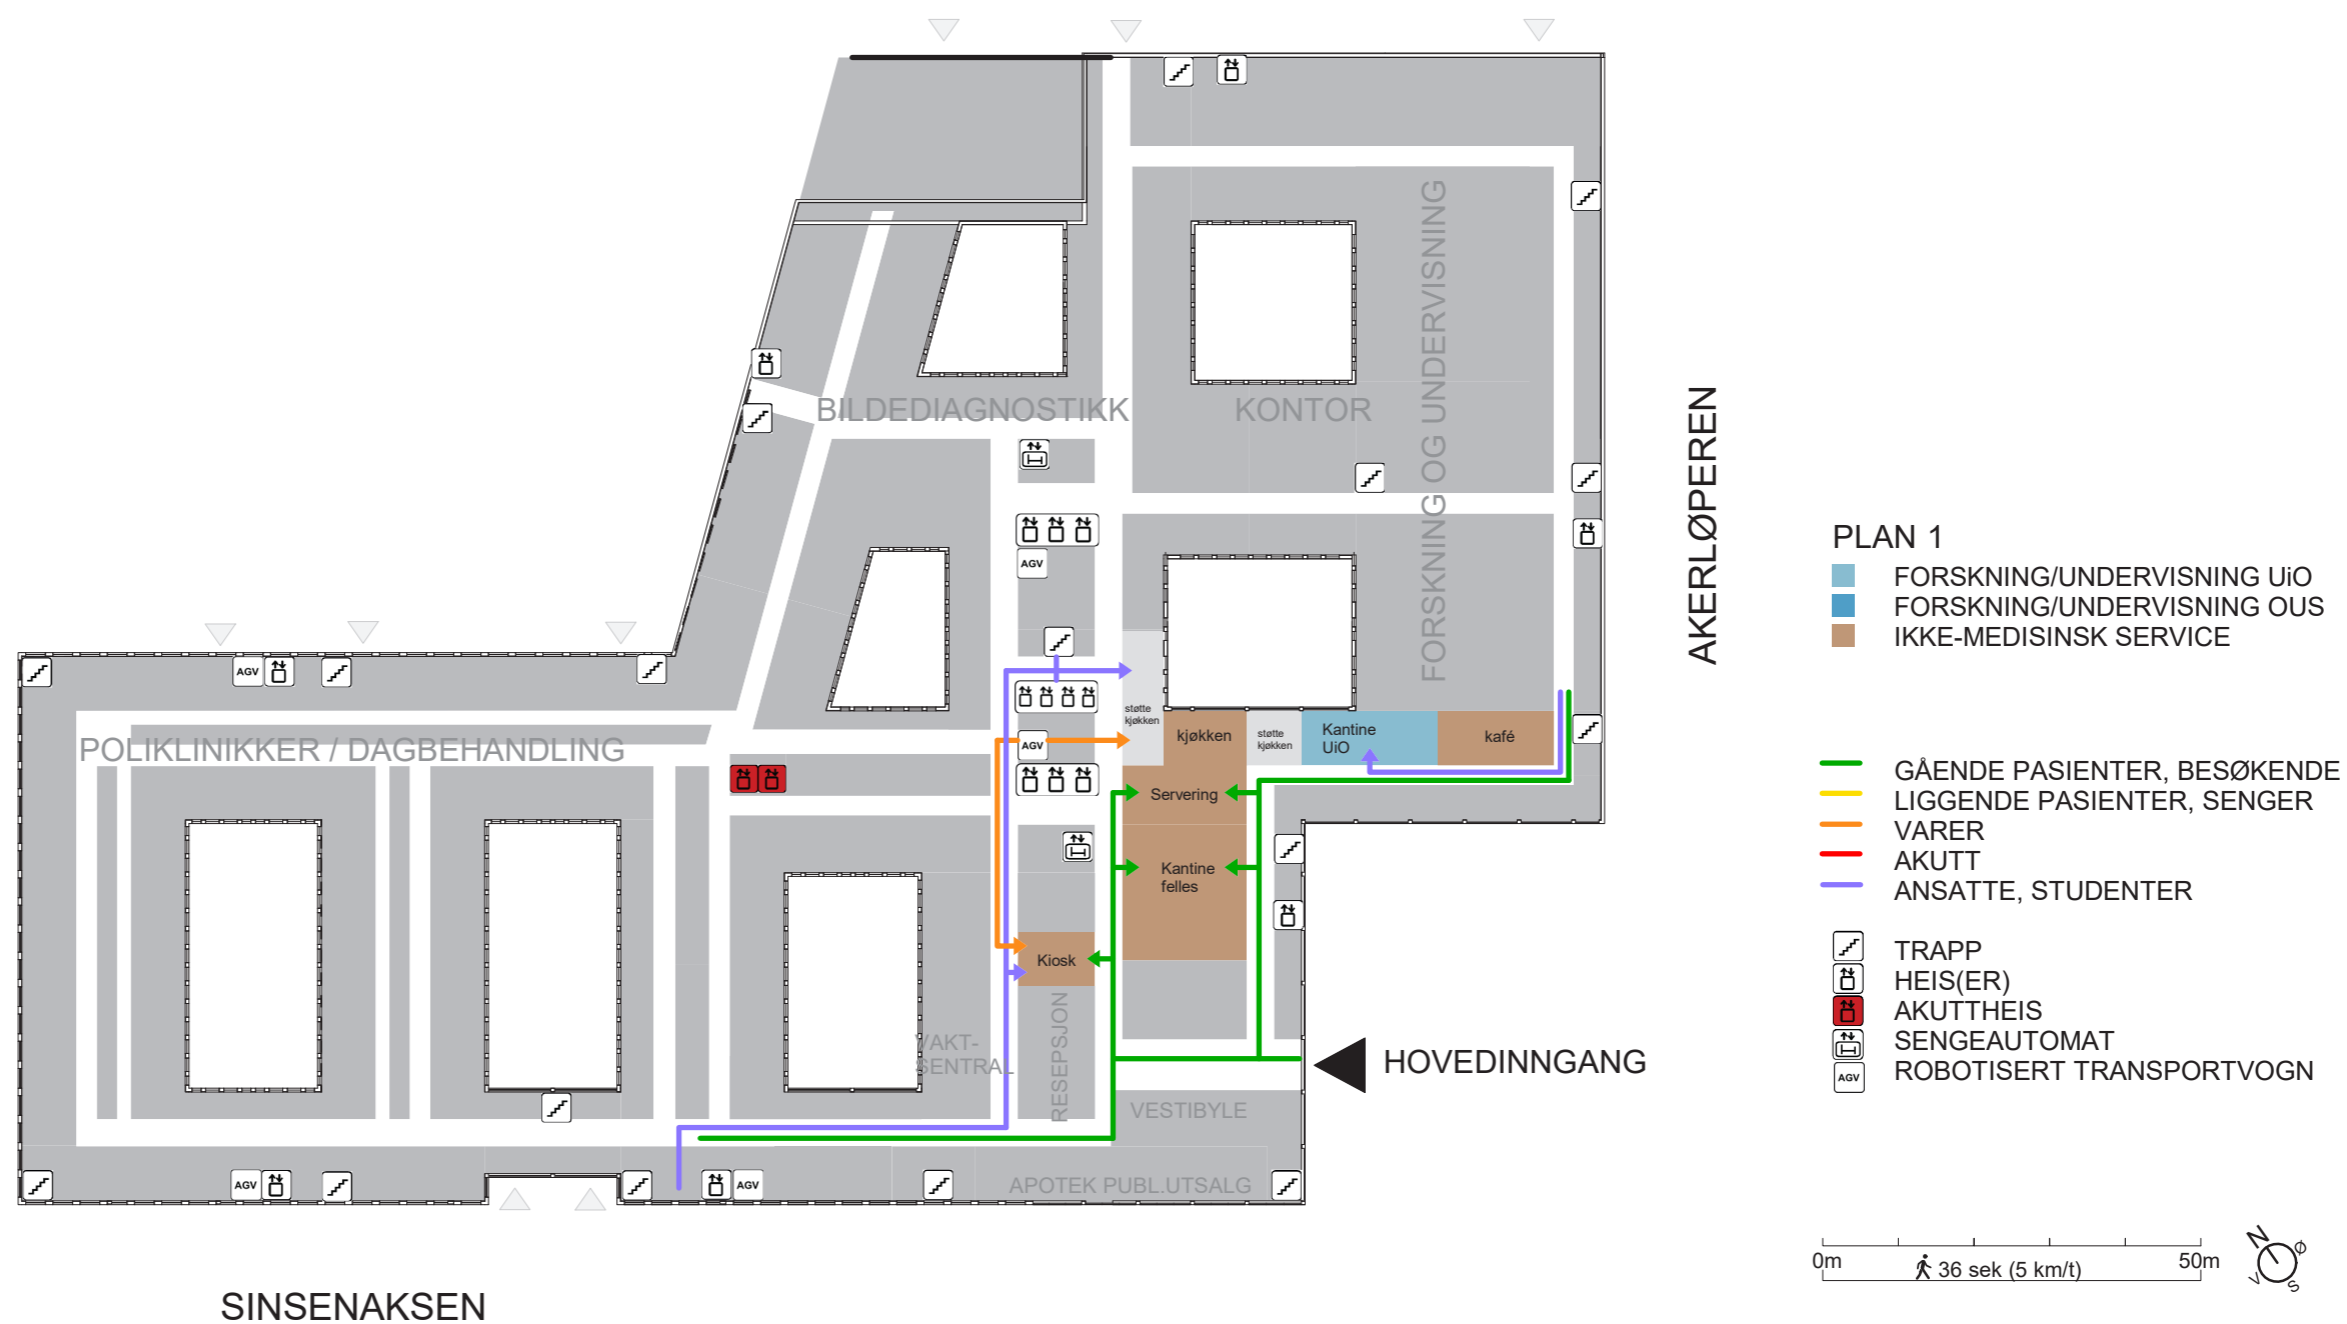 BILDEDIAGNOSTIKK
KONTOR
FORSKNING OG UNDERVISNING
AKERLØPEREN
AGV
AGV
støtte
kjøkken
kjøkken
støtte
kjøkken
Kantine
UiO
kafé
POLIKLINIKKER / DAGBEHANDLING
AGV
Servering
Kantine
felles
Kiosk
RESEPSJON
VAKT-
SENTRAL
HOVEDINNGANG
VESTIBYLE
AGV
AGV
APOTEK PUBL.UTSALG
SINSENAKSEN
PLAN 1
FORSKNING/UNDERVISNING UiO
FORSKNING/UNDERVISNING OUS
IKKE-MEDISINSK SERVICE
GÅENDE PASIENTER, BESØKENDE
LIGGENDE PASIENTER, SENGER
VARER
AKUTT
ANSATTE, STUDENTER
TRAPP
HEIS(ER)
AKUTTHEIS
SENGEAUTOMAT
AGV ROBOTISERT TRANSPORTVOGN
0m 50m
36 sek (5 km/t)
N
Ø
V
S